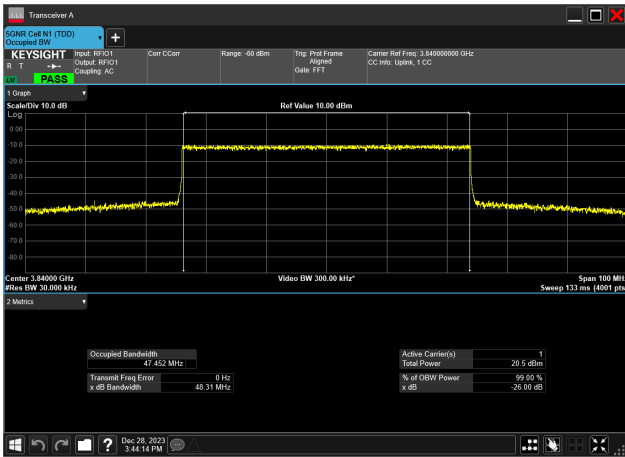 Transceiver A
5GNR Cell N1 (TDD)
Occupied BW
KEYSIGHT
R T
PASS
Input: RFIO1
Output: RFIO1
Coupling: AC
Corr CCorr
Range: -60 dBm
Trig: Prot Frame
Aligned
Gate: FFT
Carrier Ref Freq: 3.840000000 GHz
CC Info: Uplink, 1 CC
1 Graph
Scale/Div 10.0 dB
Ref Value 10.00 dBm
Log
0.00
-10.0
-20.0
-30.0
-40.0
-50.0
-60.0
-70.0
-80.0
Center 3.84000 GHz
#Res BW 30.000 kHz
Video BW 300.00 kHz*
Span 100 MHz
Sweep 133 ms (4001 pts)
2 Metrics
Occupied Bandwidth
47.452 MHz
Transmit Freq Error 0 Hz
x dB Bandwidth 48.31 MHz
Active Carrier(s) 1
Total Power 20.5 dBm
% of OBW Power 99.00 %
x dB -26.00 dB
Dec 28, 2023
3:44:14 PM